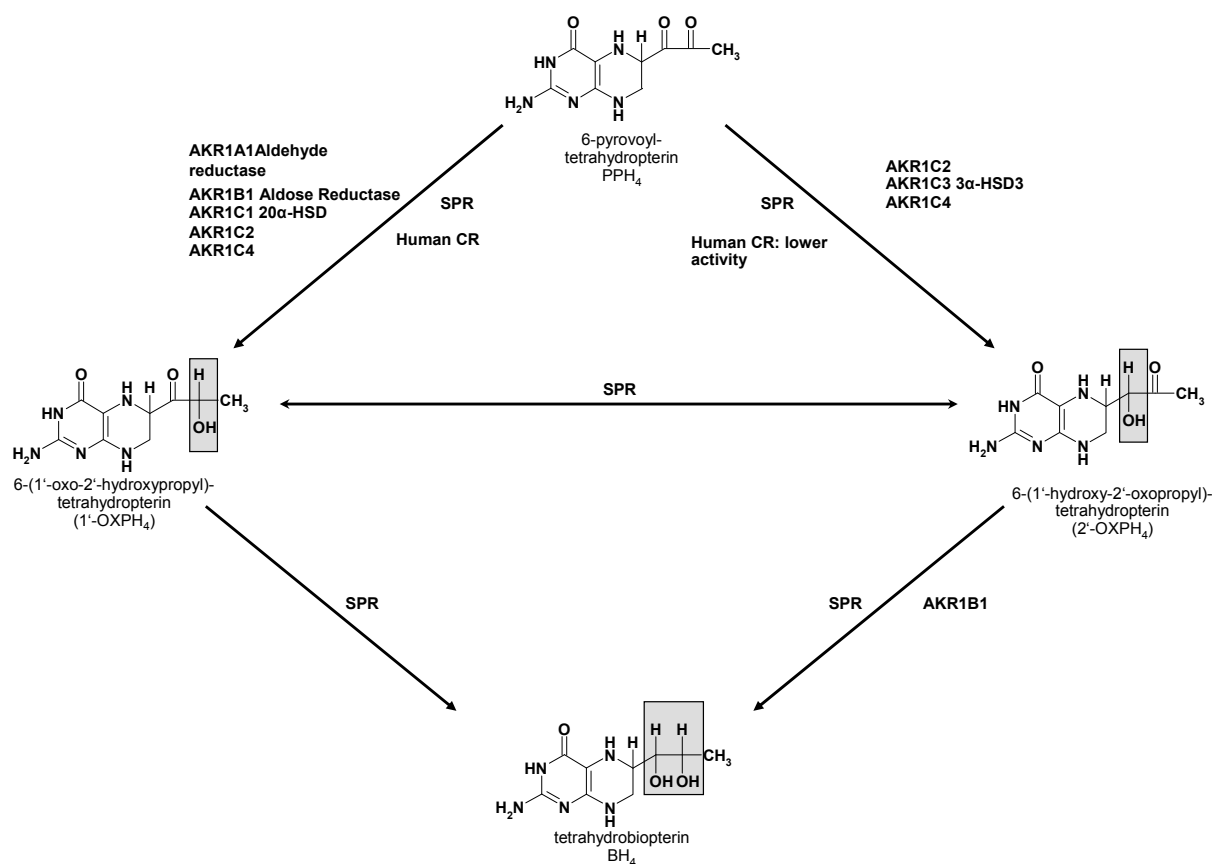 O
H
N
H
O
O
CH3
HN
H2N
N
N
H
6-pyrovoyl-
tetrahydropterin
PPH4
AKR1A1Aldehyde
reductase
AKR1B1 Aldose Reductase
AKR1C1 20α-HSD
AKR1C2
AKR1C4
SPR
Human CR
SPR
Human CR: lower
activity
AKR1C2
AKR1C3 3α-HSD3
AKR1C4
O
H
N
H
O
H
CH3
OH
HN
H2N
N
N
H
6-(1‘-oxo-2‘-hydroxypropyl)-
tetrahydropterin
(1‘-OXPH4)
SPR
O
H
N
H
H
O
CH3
OH
HN
H2N
N
N
H
6-(1‘-hydroxy-2‘-oxopropyl)-
tetrahydropterin
(2‘-OXPH4)
SPR
SPR
AKR1B1
O
H
N
H
H
H
CH3
OH
OH
HN
H2N
N
N
H
tetrahydrobiopterin
BH4